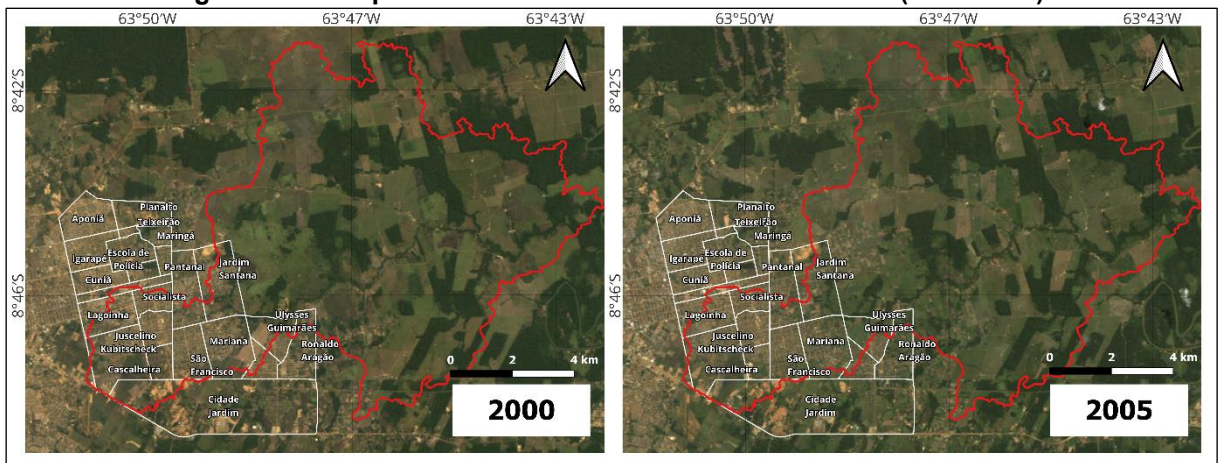 63°50'W 63°47'W 63°43'W
8°42'S
8°46'S
Aponiã
Planalto
Teixeirão
Maringá
Igarapé
Escola de
Polícia
Cuniã
Pantanal
Jardim
Santana
Socialista
Lagoinha
Juscelino
Kubitscheck
Cascalheira
Mariana
Ulysses
Guimarães
Ronaldo
Aragão
São
Francisco
Cidade
Jardim
0 2 4 km
2000
63°50'W 63°47'W 63°43'W
8°42'S
8°46'S
Aponiã
Planalto
Teixeirão
Maringá
Igarapé
Escola de
Polícia
Cuniã
Pantanal
Jardim
Santana
Socialista
Lagoinha
Juscelino
Kubitscheck
Cascalheira
Mariana
Ulysses
Guimarães
Ronaldo
Aragão
São
Francisco
Cidade
Jardim
0 2 4 km
2005